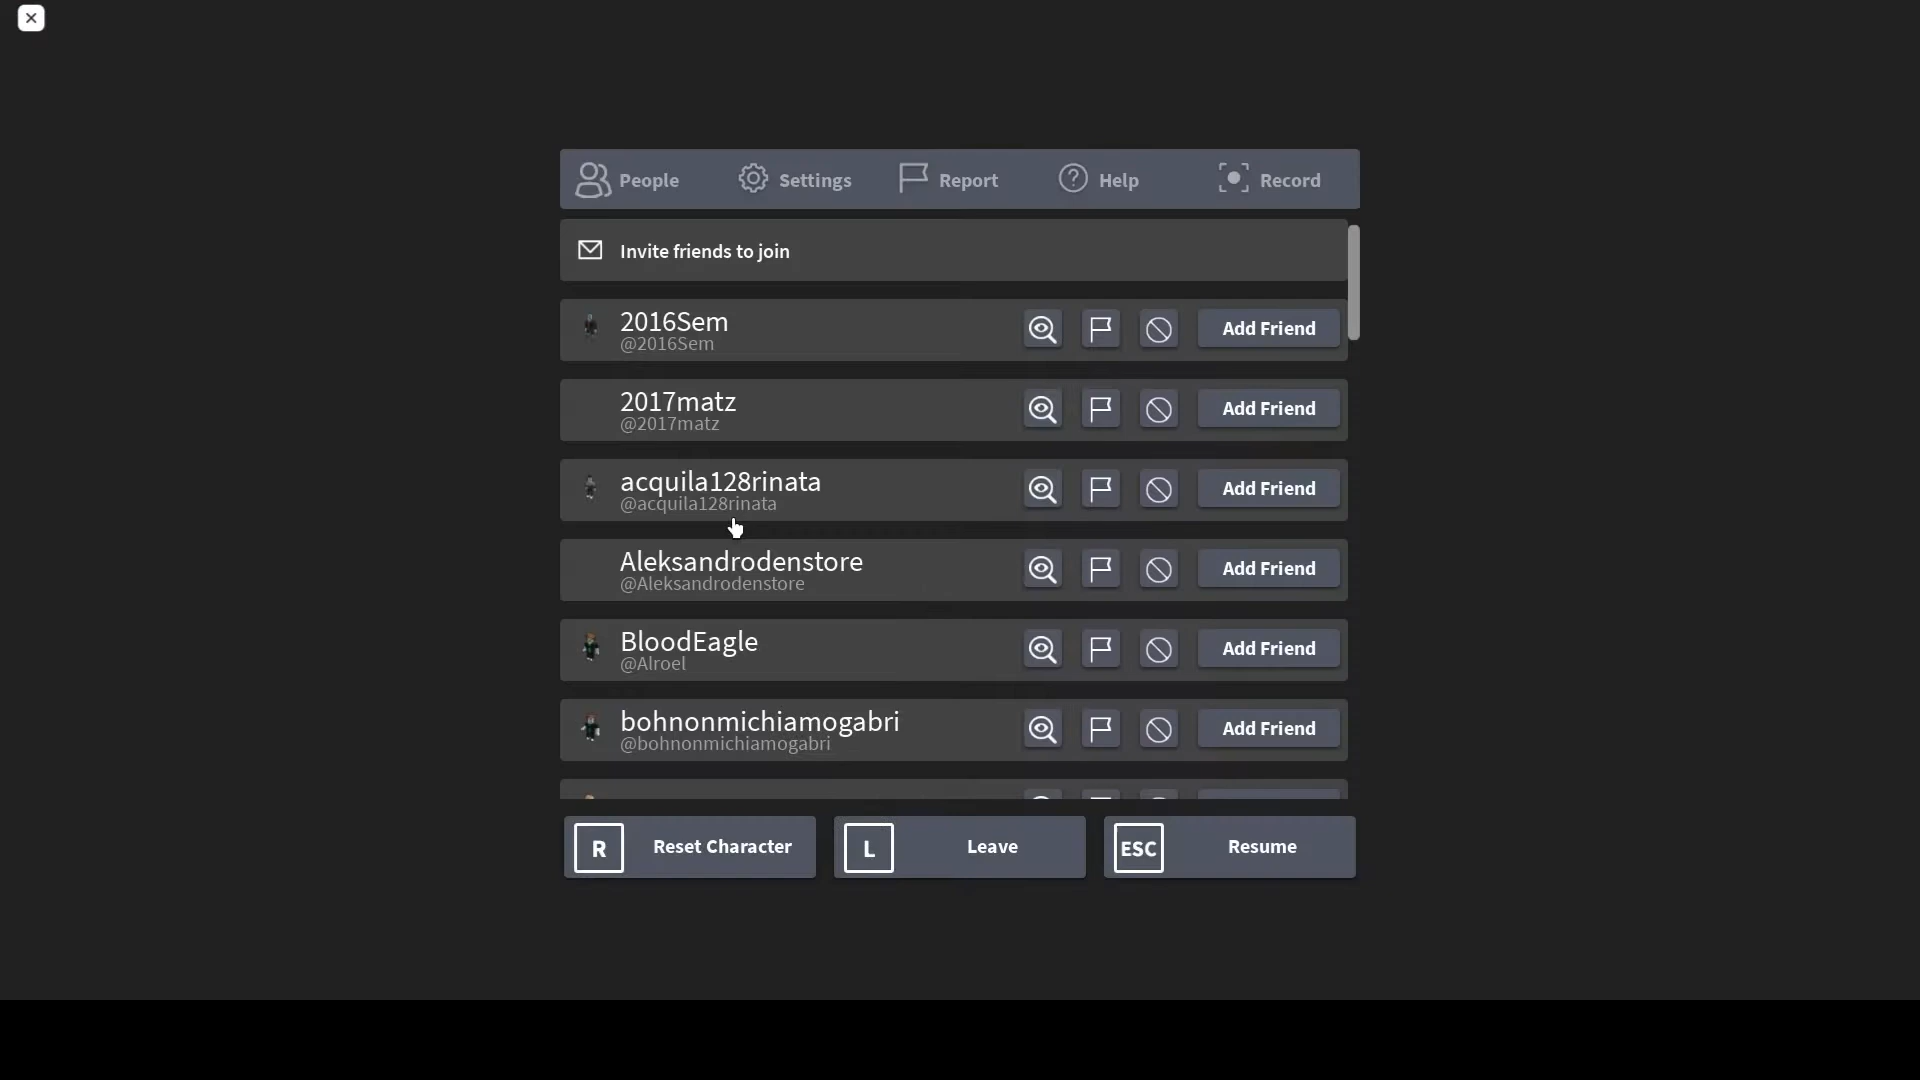 People
Settings
Report
Help
Record
Invite friends to join
2016Sem
@2016Sem
Add Friend
2017matz
@2017matz
Add Friend
acquila128rinata
@acquila128rinata
Add Friend
Aleksandrodenstore
@Aleksandrodenstore
Add Friend
BloodEagle
@Alroel
Add Friend
bohnonmichiamogabri
@bohnonmichiamogabri
Add Friend
R Reset Character
L Leave
ESC Resume